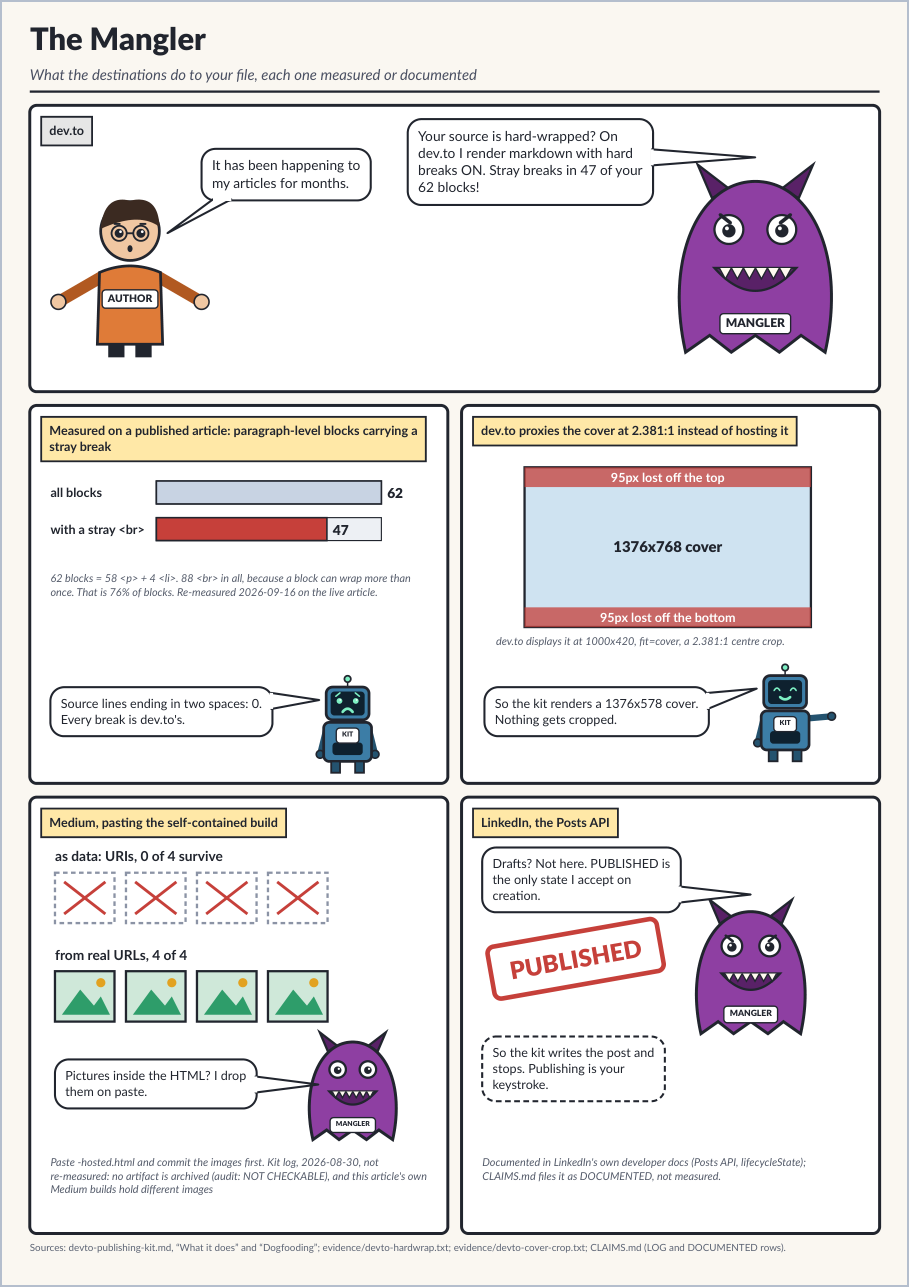 The Mangler
What the destinations do to your file, each one measured or documented
dev.to
It has been happening to
my articles for months.
Your source is hard-wrapped? On
dev.to I render markdown with hard
breaks ON. Stray breaks in 47 of your
62 blocks!
AUTHOR
MANGLER
Measured on a published article: paragraph-level blocks carrying a
stray break
all blocks
62
with a stray <br>
47
62 blocks = 58 <p> + 4 <li>. 88 <br> in all, because a block can wrap more than
once. That is 76% of blocks. Re-measured 2026-09-16 on the live article.
Source lines ending in two spaces: 0.
Every break is dev.to's.
KIT
dev.to proxies the cover at 2.381:1 instead of hosting it
95px lost off the top
1376x768 cover
95px lost off the bottom
dev.to displays it at 1000x420, fit=cover, a 2.381:1 centre crop.
So the kit renders a 1376x578 cover.
Nothing gets cropped.
KIT
Medium, pasting the self-contained build
as data: URIs, 0 of 4 survive
from real URLs, 4 of 4
Pictures inside the HTML? I drop
them on paste.
MANGLER
Paste -hosted.html and commit the images first. Kit log, 2026-08-30, not
re-measured: no artifact is archived (audit: NOT CHECKABLE), and this article's own
Medium builds hold different images
LinkedIn, the Posts API
Drafts? Not here. PUBLISHED is
the only state I accept on
creation.
PUBLISHED
MANGLER
So the kit writes the post and
stops. Publishing is your
keystroke.
Documented in LinkedIn's own developer docs (Posts API, lifecycleState);
CLAIMS.md files it as DOCUMENTED, not measured.
Sources: devto-publishing-kit.md, "What it does" and "Dogfooding"; evidence/devto-hardwrap.txt; evidence/devto-cover-crop.txt; CLAIMS.md (LOG and DOCUMENTED rows).